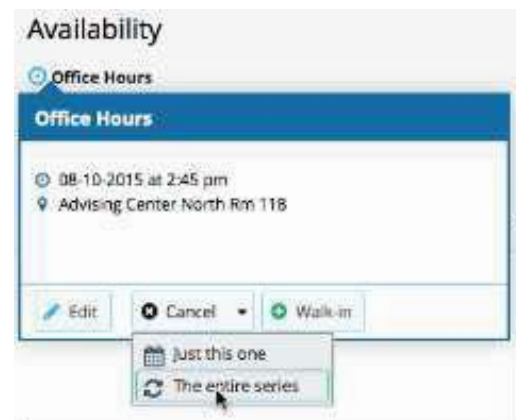 Availability
Office Hours
Office Hours
08-10-2015 at 2:45 pm
Advising Center North Rm 118
Edit Cancel Walk-in
Just this one
The entire series